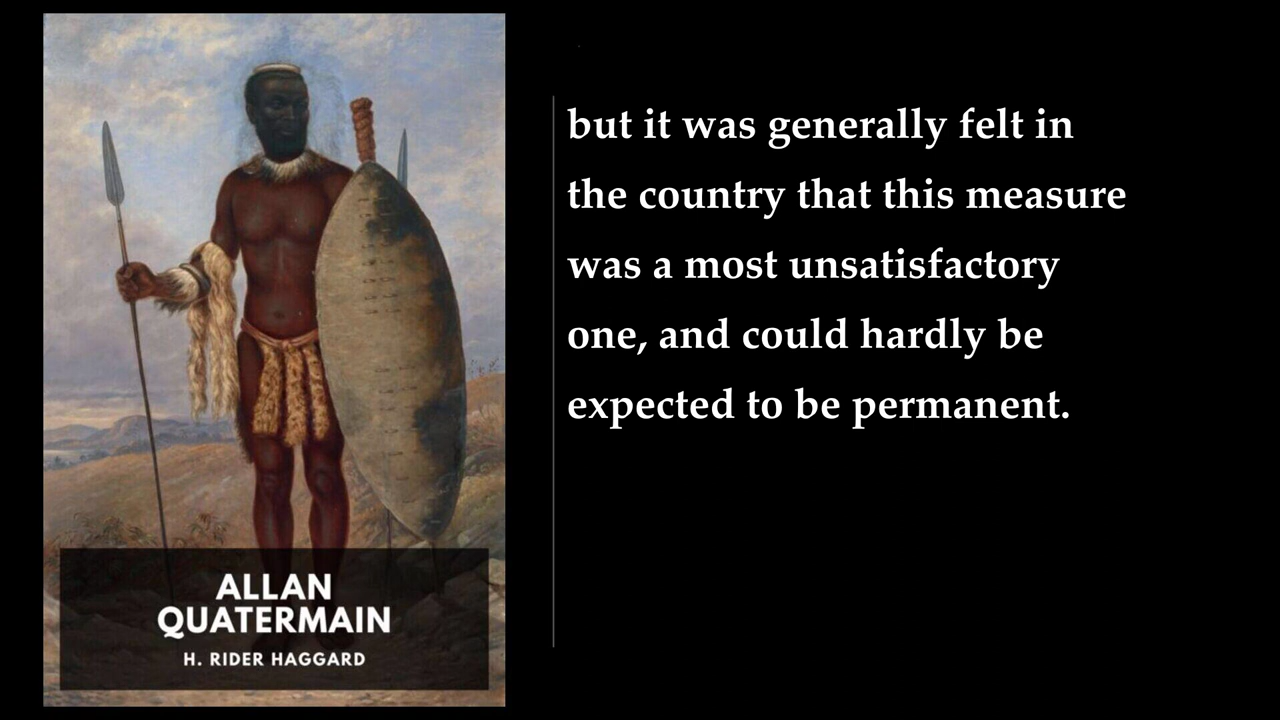 but it was generally felt in
the country that this measure
was a most unsatisfactory
one, and could hardly be
expected to be permanent.
ALLAN
QUATERMAIN
H. RIDER HAGGARD